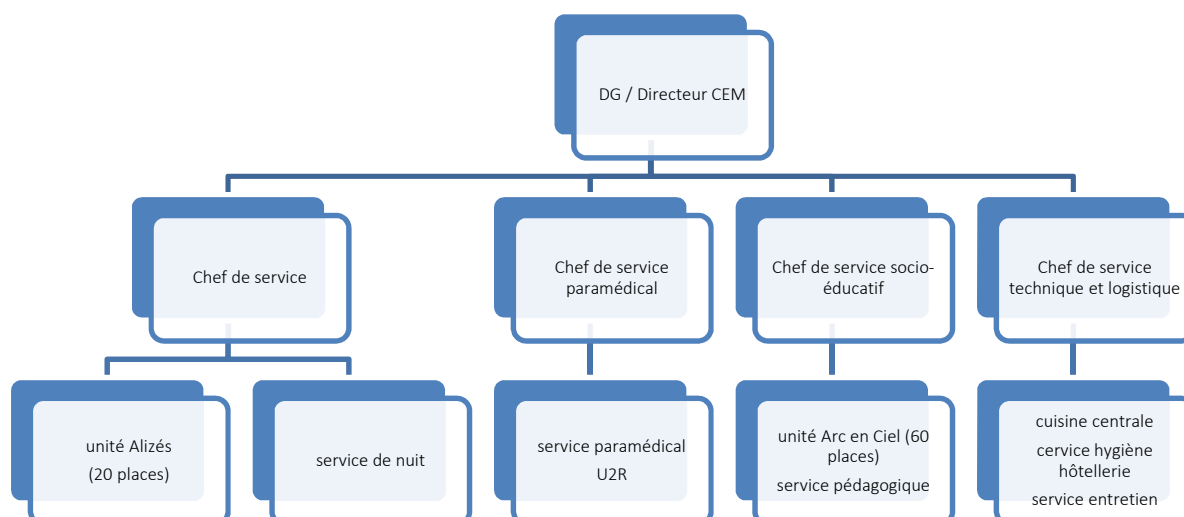 DG / Directeur CEM
Chef de service
Chef de service
paramédical
Chef de service socio-
éducatif
Chef de service
technique et logistique
unité Alizés
(20 places)
service de nuit
service paramédical
U2R
unité Arc en Ciel (60
places)
service pédagogique
cuisine centrale
cervice hygiène
hôtellerie
service entretien